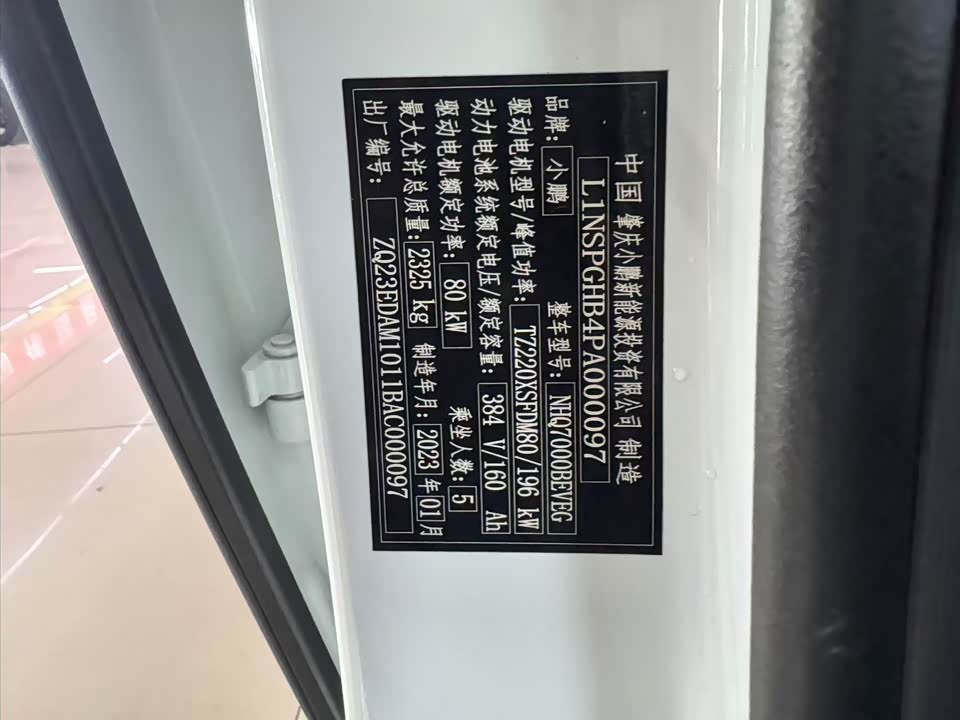 中国 肇庆小鹏新能源投资有限公司 制造
L1NSPGHB4PA000097
品牌: 小鹏 整车型号: NHQ7000BEVEG
驱动电机型号/峰值功率: TZ220XSFDM80/196 kW
动力电池系统额定电压/额定容量: 384 V/160 Ah
驱动电机额定功率: 80 kW 乘坐人数: 5
最大允许总质量: 2325 kg 制造年月: 2023 年 01 月
出厂编号: ZQ23EDAM1011BAC000097